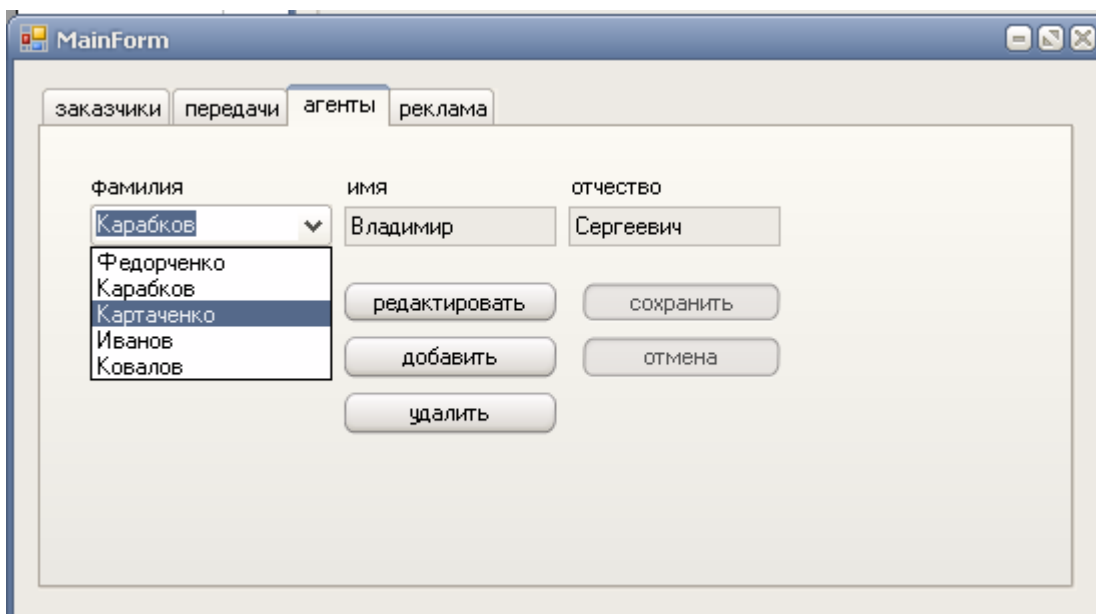 MainForm
заказчики передачи агенты реклама
фамилия имя отчество
Карабков Владимир Сергеевич
Федорченко
Карабков
Картаченко
Иванов
Ковалов
редактировать сохранить
добавить отмена
удалить